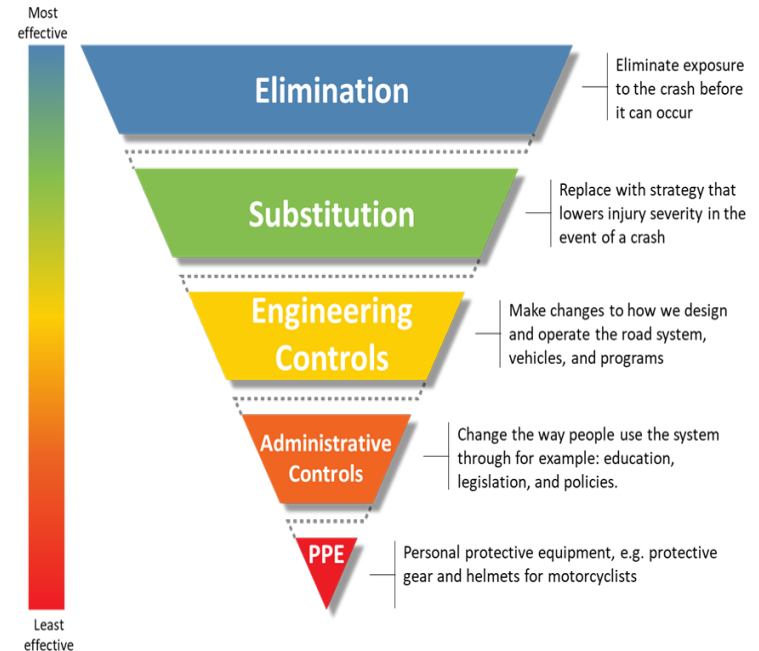 Most
effective
Elimination
Eliminate exposure
to the crash before
it can occur
Substitution
Replace with strategy that
lowers injury severity in the
event of a crash
Engineering
Controls
Make changes to how we design
and operate the road system,
vehicles, and programs
Administrative
Controls
Change the way people use the system
through for example: education,
legislation, and policies.
PPE
Personal protective equipment, e.g. protective
gear and helmets for motorcyclists
Least
effective